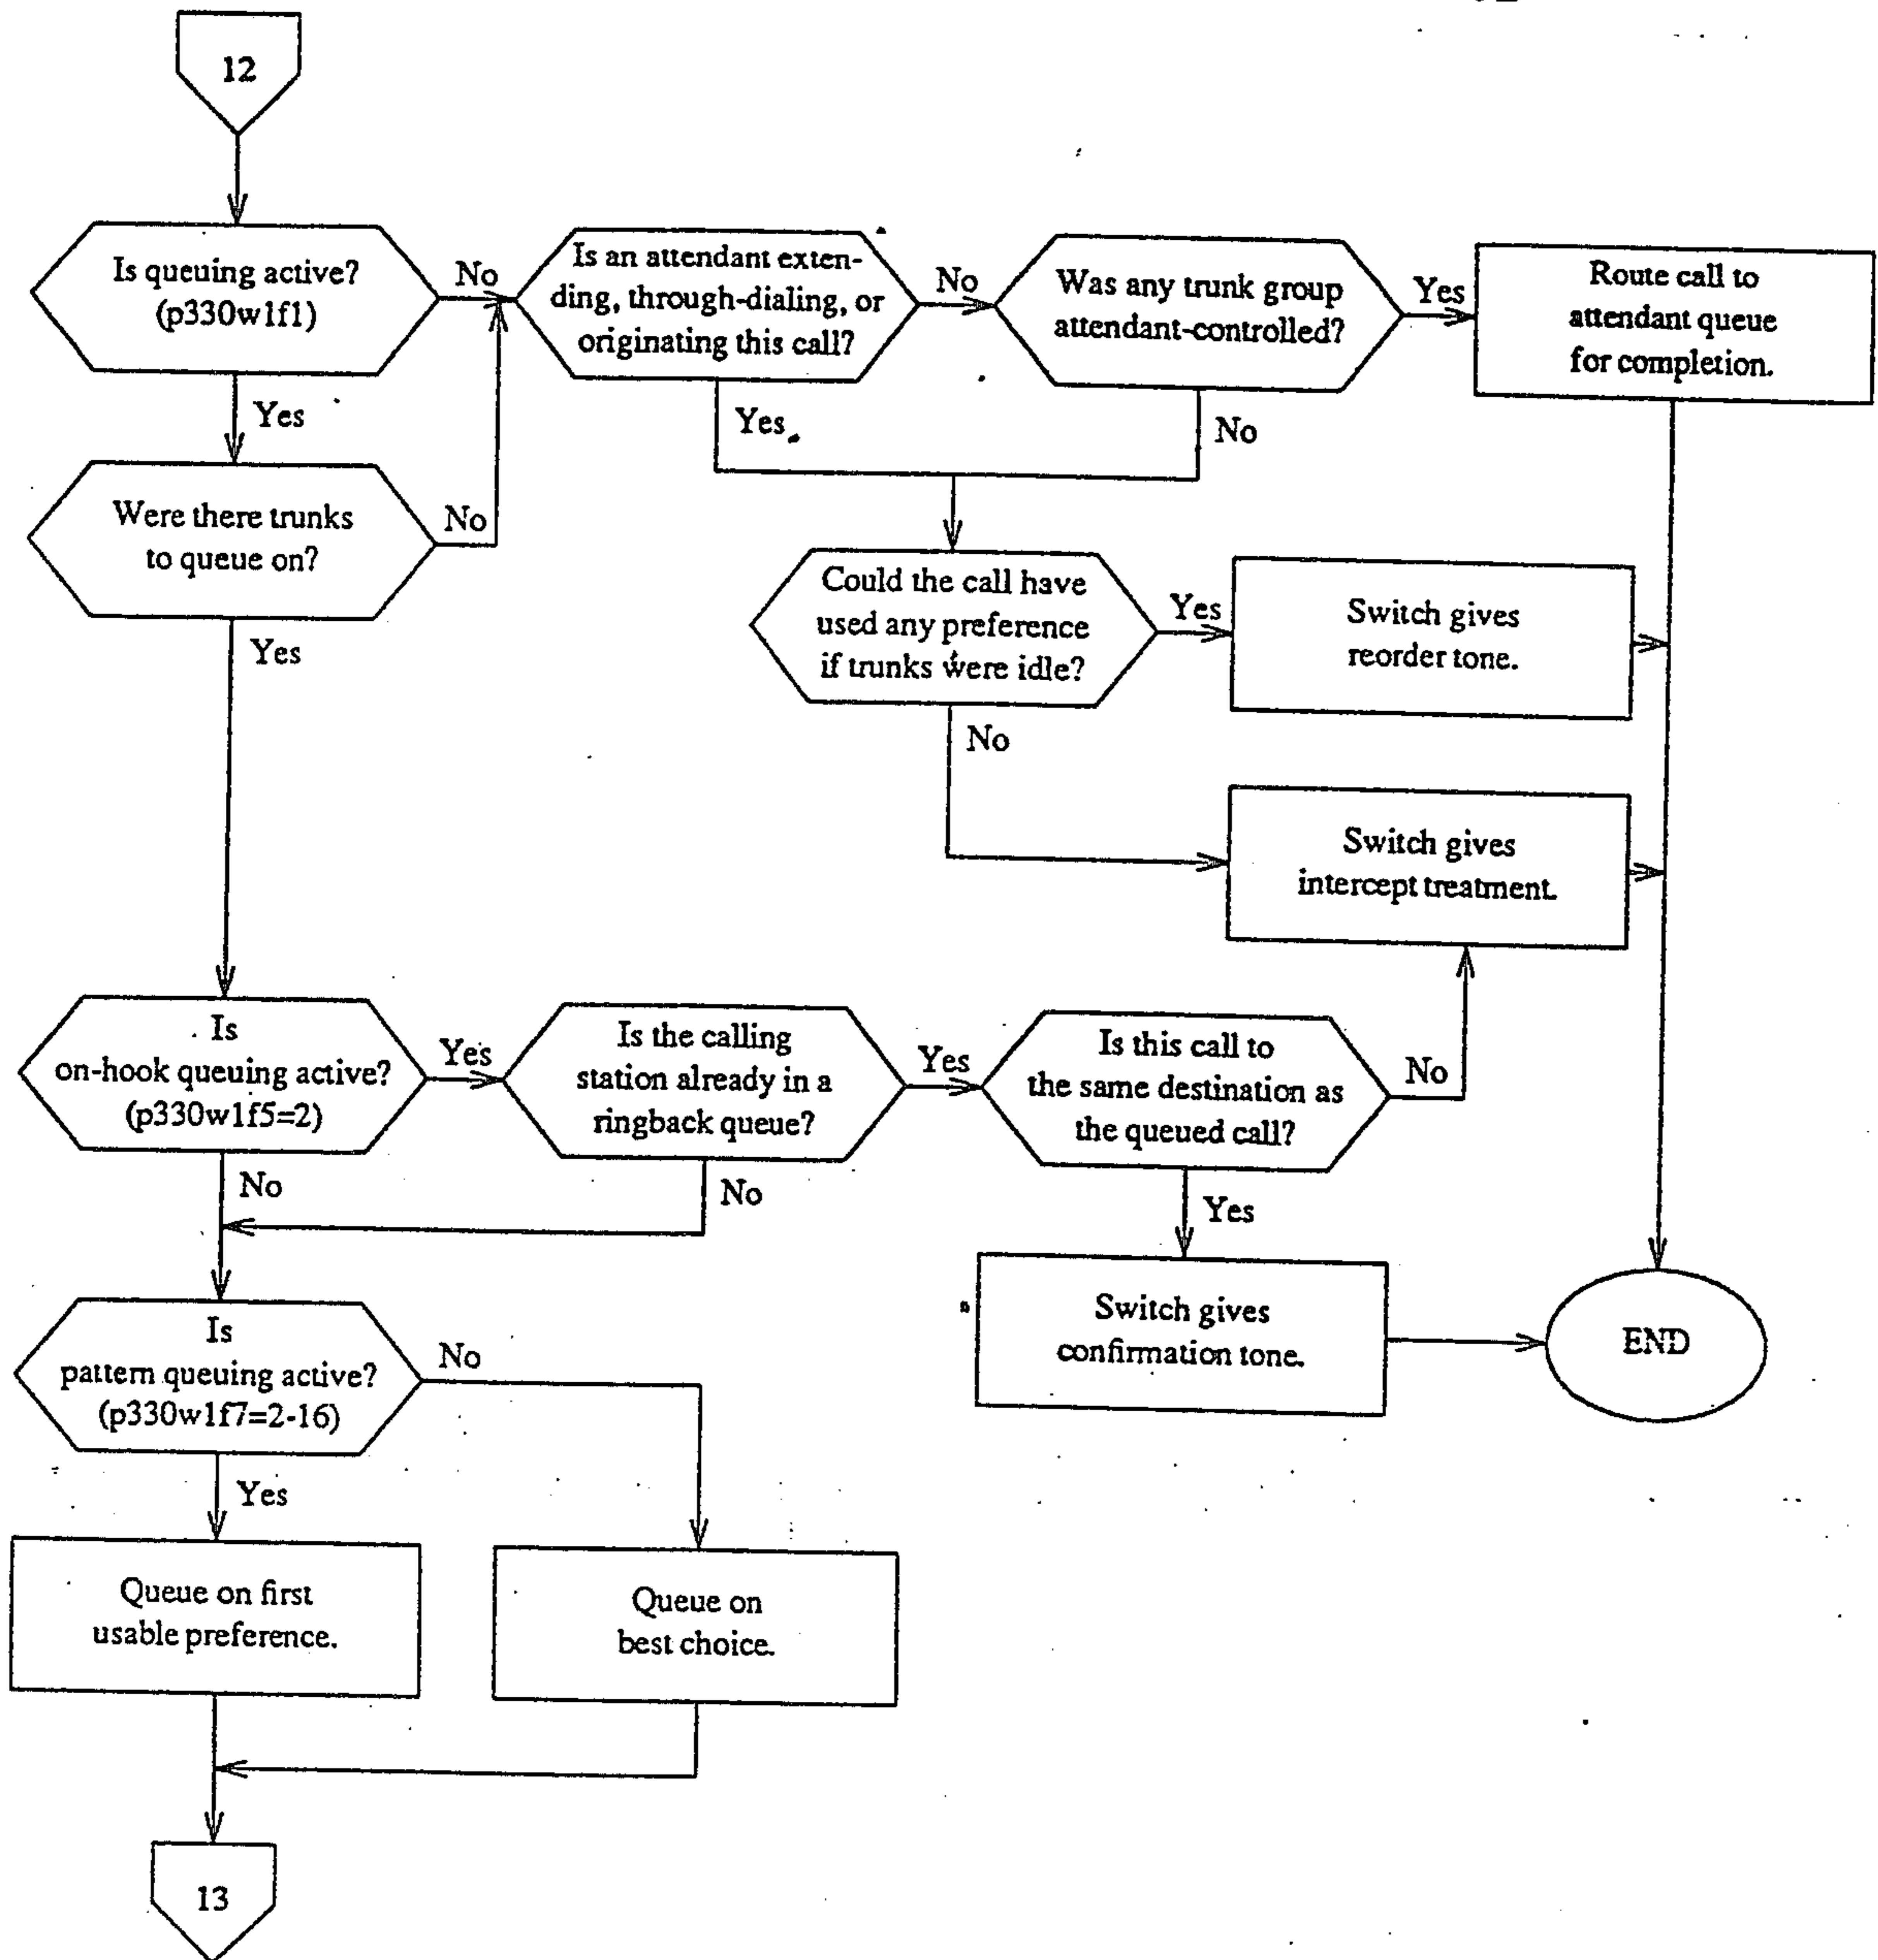 12
Is queuing active?
(p330w1f1)
No
Is an attendant exten-
ding, through-dialing, or
originating this call?
No
Was any trunk group
attendant-controlled?
Yes
Route call to
attendant queue
for completion.
Yes
Yes
No
Were there trunks
to queue on?
No
Could the call have
used any preference
if trunks were idle?
Yes
Switch gives
reorder tone.
Yes
No
Switch gives
intercept treatment.
Is
on-hook queuing active?
(p330w1f5=2)
Yes
Is the calling
station already in a
ringback queue?
Yes
Is this call to
the same destination as
the queued call?
No
No
No
Yes
Is
pattern queuing active?
(p330w1f7=2-16)
No
Switch gives
confirmation tone.
END
Yes
Queue on first
usable preference.
Queue on
best choice.
13